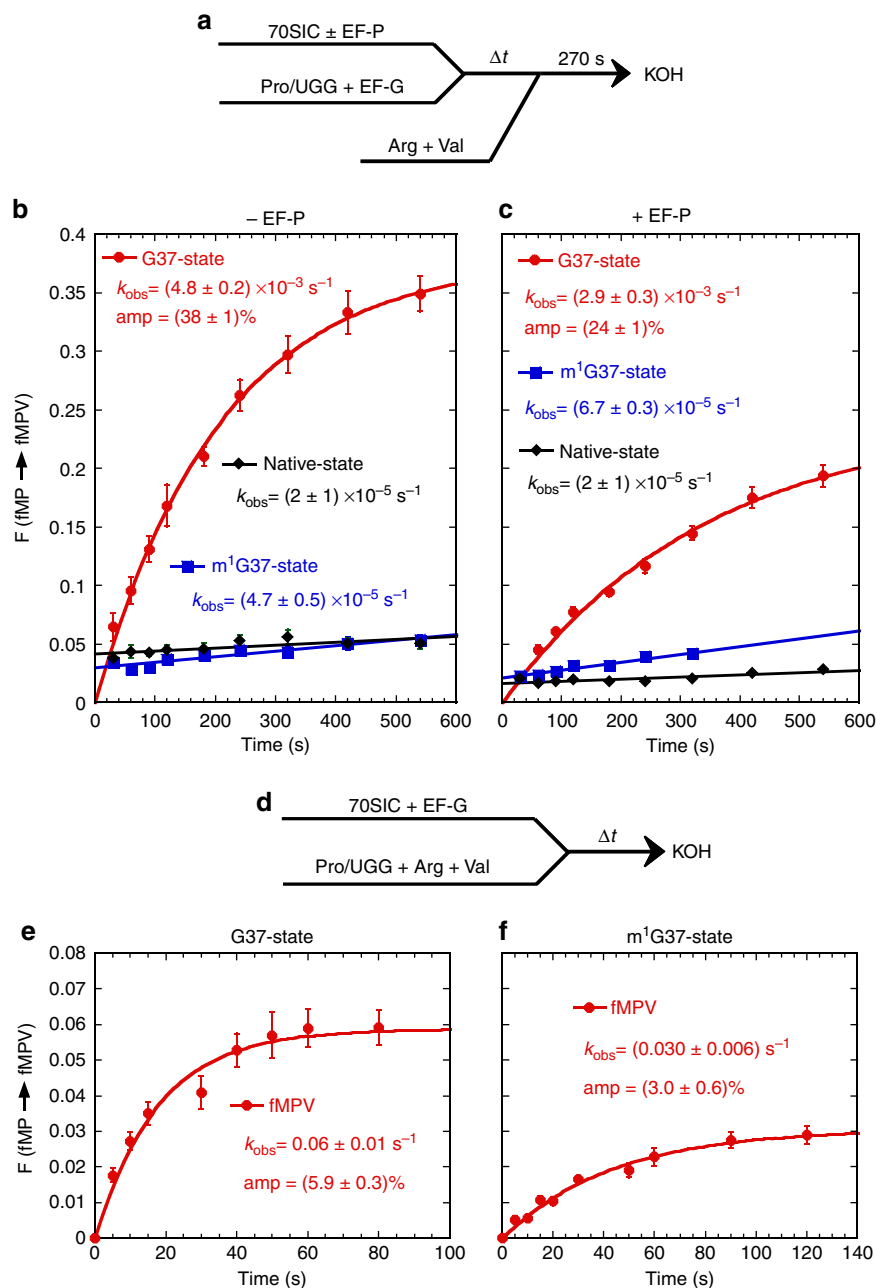 a
70SIC ± EF-P
Δt
270 s
KOH
Pro/UGG + EF-G
Arg + Val
b
– EF-P
F (fMP → fMPV)
0.4
0.35
0.3
0.25
0.2
0.15
0.1
0.05
0
G37-state
kobs= (4.8 ± 0.2) ×10⁻³ s⁻¹
amp = (38 ± 1)%
Native-state
kobs= (2 ± 1) ×10⁻⁵ s⁻¹
m¹G37-state
kobs= (4.7 ± 0.5) ×10⁻⁵ s⁻¹
0 100 200 300 400 500 600
Time (s)
c
+ EF-P
G37-state
kobs= (2.9 ± 0.3) ×10⁻³ s⁻¹
amp = (24 ± 1)%
m¹G37-state
kobs= (6.7 ± 0.3) ×10⁻⁵ s⁻¹
Native-state
kobs= (2 ± 1) ×10⁻⁵ s⁻¹
0 100 200 300 400 500 600
Time (s)
d
70SIC + EF-G
Δt
KOH
Pro/UGG + Arg + Val
e
G37-state
F (fMP → fMPV)
0.08
0.07
0.06
0.05
0.04
0.03
0.02
0.01
0
fMPV
kobs= 0.06 ± 0.01 s⁻¹
amp = (5.9 ± 0.3)%
0 20 40 60 80 100
Time (s)
f
m¹G37-state
fMPV
kobs= (0.030 ± 0.006) s⁻¹
amp = (3.0 ± 0.6)%
0 20 40 60 80 100 120 140
Time (s)